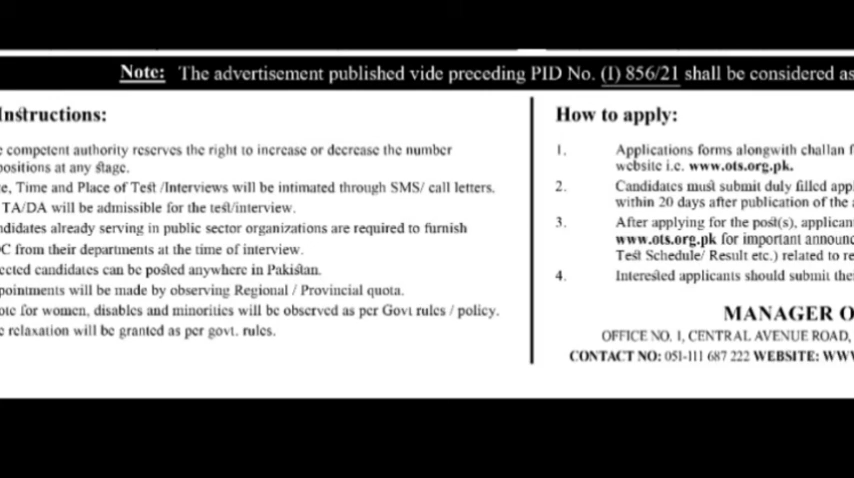 Note: The advertisement published vide preceding PID No. (I) 856/21 shall be considered as
Instructions:
competent authority reserves the right to increase or decrease the number
positions at any stage.
Time and Place of Test /Interviews will be intimated through SMS/ call letters.
TA/DA will be admissible for the test/interview.
already serving in public sector organizations are required to furnish
from their departments at the time of interview.
candidates can be posted anywhere in Pakistan.
will be made by observing Regional / Provincial quota.
for women, disables and minorities will be observed as per Govt rules / policy.
relaxation will be granted as per govt. rules.
How to apply:
1. Applications forms alongwith challan
website i.e. www.ots.org.pk.
2. Candidates must submit duly filled
within 20 days after publication of the
3. After applying for the post(s),
www.ots.org.pk for important
Test Schedule/ Result etc.) related to
4. Interested applicants should submit
MANAGER
OFFICE NO. 1, CENTRAL AVENUE ROAD,
CONTACT NO: 051-111 687 222 WEBSITE: